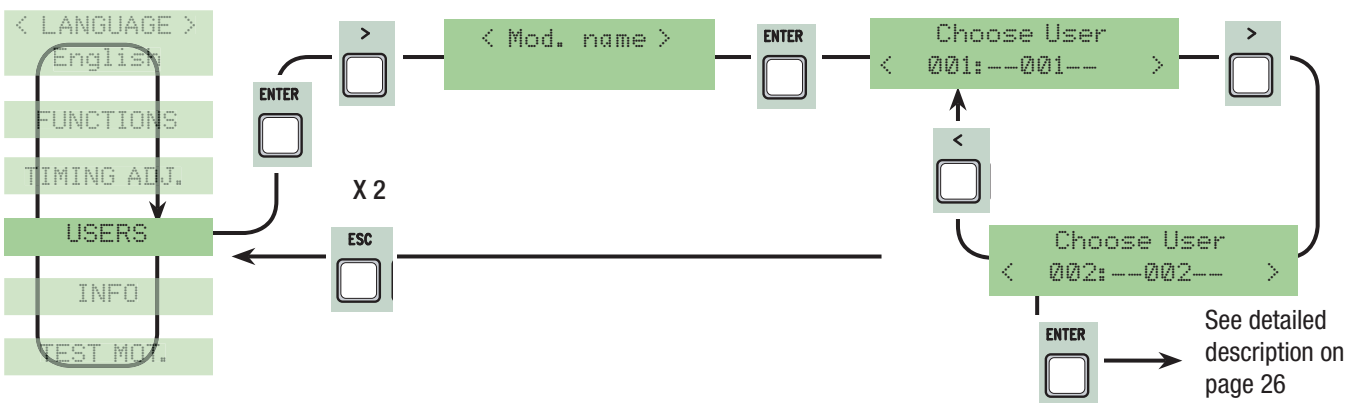 < LANGUAGE >
English
FUNCTIONS
TIMING ADJ.
USERS
INFO
TEST MOT.
ENTER
>
< Mod. name >
ENTER
Choose User
< 001:--001-- >
>
<
Choose User
< 002:--002-- >
X 2
ESC
ENTER
See detailed
description on
page 26